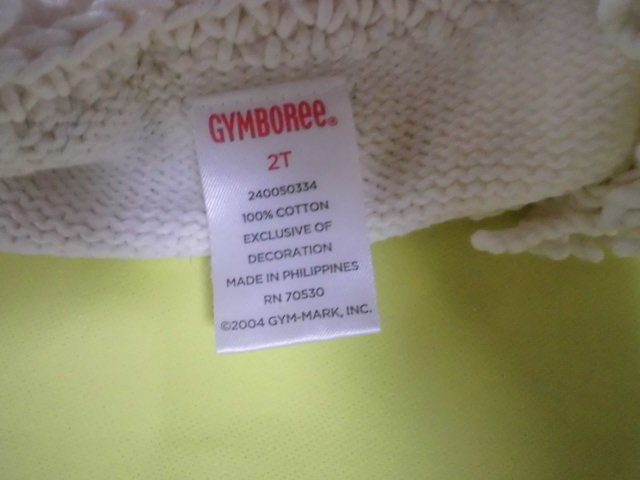 GYMBORee®
2T
240050334
100% COTTON
EXCLUSIVE OF
DECORATION
MADE IN PHILIPPINES
RN 70530
©2004 GYM-MARK, INC.